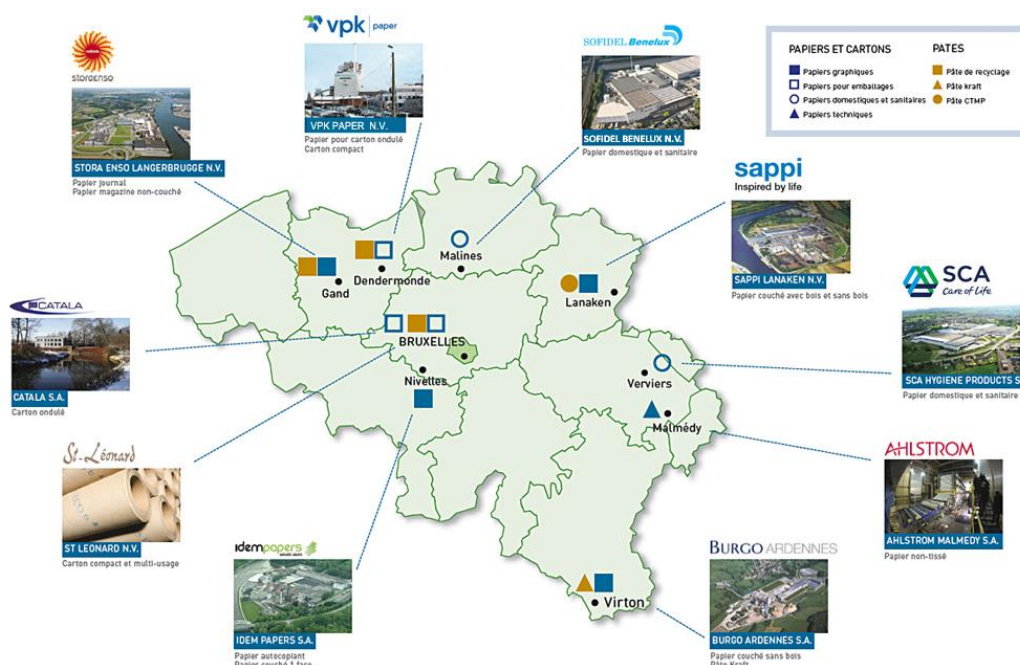 storaenso
STORA ENSO LANGERBRUGGE N.V.
Papier journal
Papier magazine non-couché
vpk paper
VPK PAPER N.V.
Papier pour carton ondulé
Carton compact
SOFIDEL Benelux
SOFIDEL BENELUX N.V.
Papier domestique et sanitaire
PAPIERS ET CARTONS
Papiers graphiques
Papiers pour emballages
Papiers domestiques et sanitaires
Papiers techniques
PATES
Pâte de recyclage
Pâte kraft
Pâte CTMP
sappi
Inspired by life
SAPPI LANAKEN N.V.
Papier couché avec bois et sans bois
SCA
Care of Life
SCA HYGIENE PRODUCTS S
Papier domestique et sanitaire
CATALA
CATALA S.A.
Carton ondulé
Gand
Dendermonde
Malines
Lanaken
BRUXELLES
Nivelles
Verviers
Malmédy
Virton
St-Léonard
ST LEONARD N.V.
Carton compact et multi-usage
idempapers
IDEM PAPERS S.A.
Papier autocopiant
Papier couché 1 face
BURGO ARDENNES
BURGO ARDENNES S.A.
Papier couché sans bois
Pâte Kraft
AHLSTROM
AHLSTROM MALMEDY S.A.
Papier non-tissé